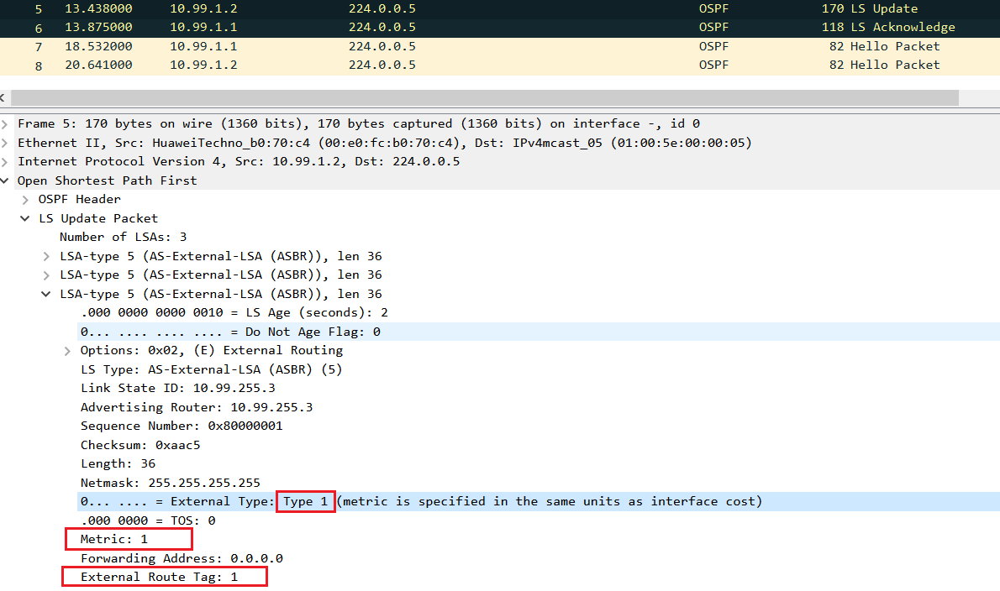 5 13.438000 10.99.1.2 224.0.0.5 OSPF 170 LS Update
6 13.875000 10.99.1.1 224.0.0.5 OSPF 118 LS Acknowledge
7 18.532000 10.99.1.1 224.0.0.5 OSPF 82 Hello Packet
8 20.641000 10.99.1.2 224.0.0.5 OSPF 82 Hello Packet
Frame 5: 170 bytes on wire (1360 bits), 170 bytes captured (1360 bits) on interface -, id 0
Ethernet II, Src: HuaweiTechno_b0:70:c4 (00:e0:fc:b0:70:c4), Dst: IPv4mcast_05 (01:00:5e:00:00:05)
Internet Protocol Version 4, Src: 10.99.1.2, Dst: 224.0.0.5
Open Shortest Path First
OSPF Header
LS Update Packet
Number of LSAs: 3
LSA-type 5 (AS-External-LSA (ASBR)), len 36
LSA-type 5 (AS-External-LSA (ASBR)), len 36
LSA-type 5 (AS-External-LSA (ASBR)), len 36
.000 0000 0000 0010 = LS Age (seconds): 2
0... .... .... .... = Do Not Age Flag: 0
Options: 0x02, (E) External Routing
LS Type: AS-External-LSA (ASBR) (5)
Link State ID: 10.99.255.3
Advertising Router: 10.99.255.3
Sequence Number: 0x80000001
Checksum: 0xaac5
Length: 36
Netmask: 255.255.255.255
0... .... = External Type: Type 1 (metric is specified in the same units as interface cost)
.000 0000 = TOS: 0
Metric: 1
Forwarding Address: 0.0.0.0
External Route Tag: 1